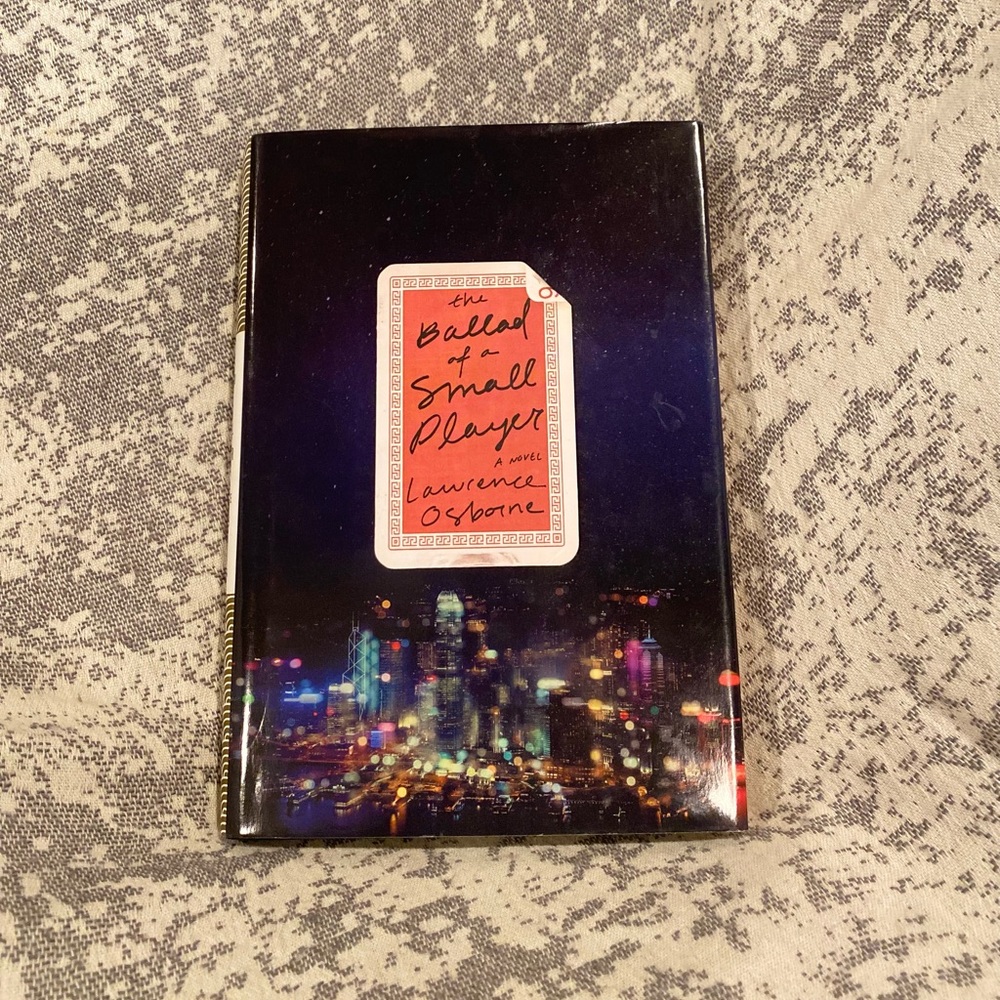 the
Ballad
of a
Small
Player
A NOVEL
Lawrence
Osborne